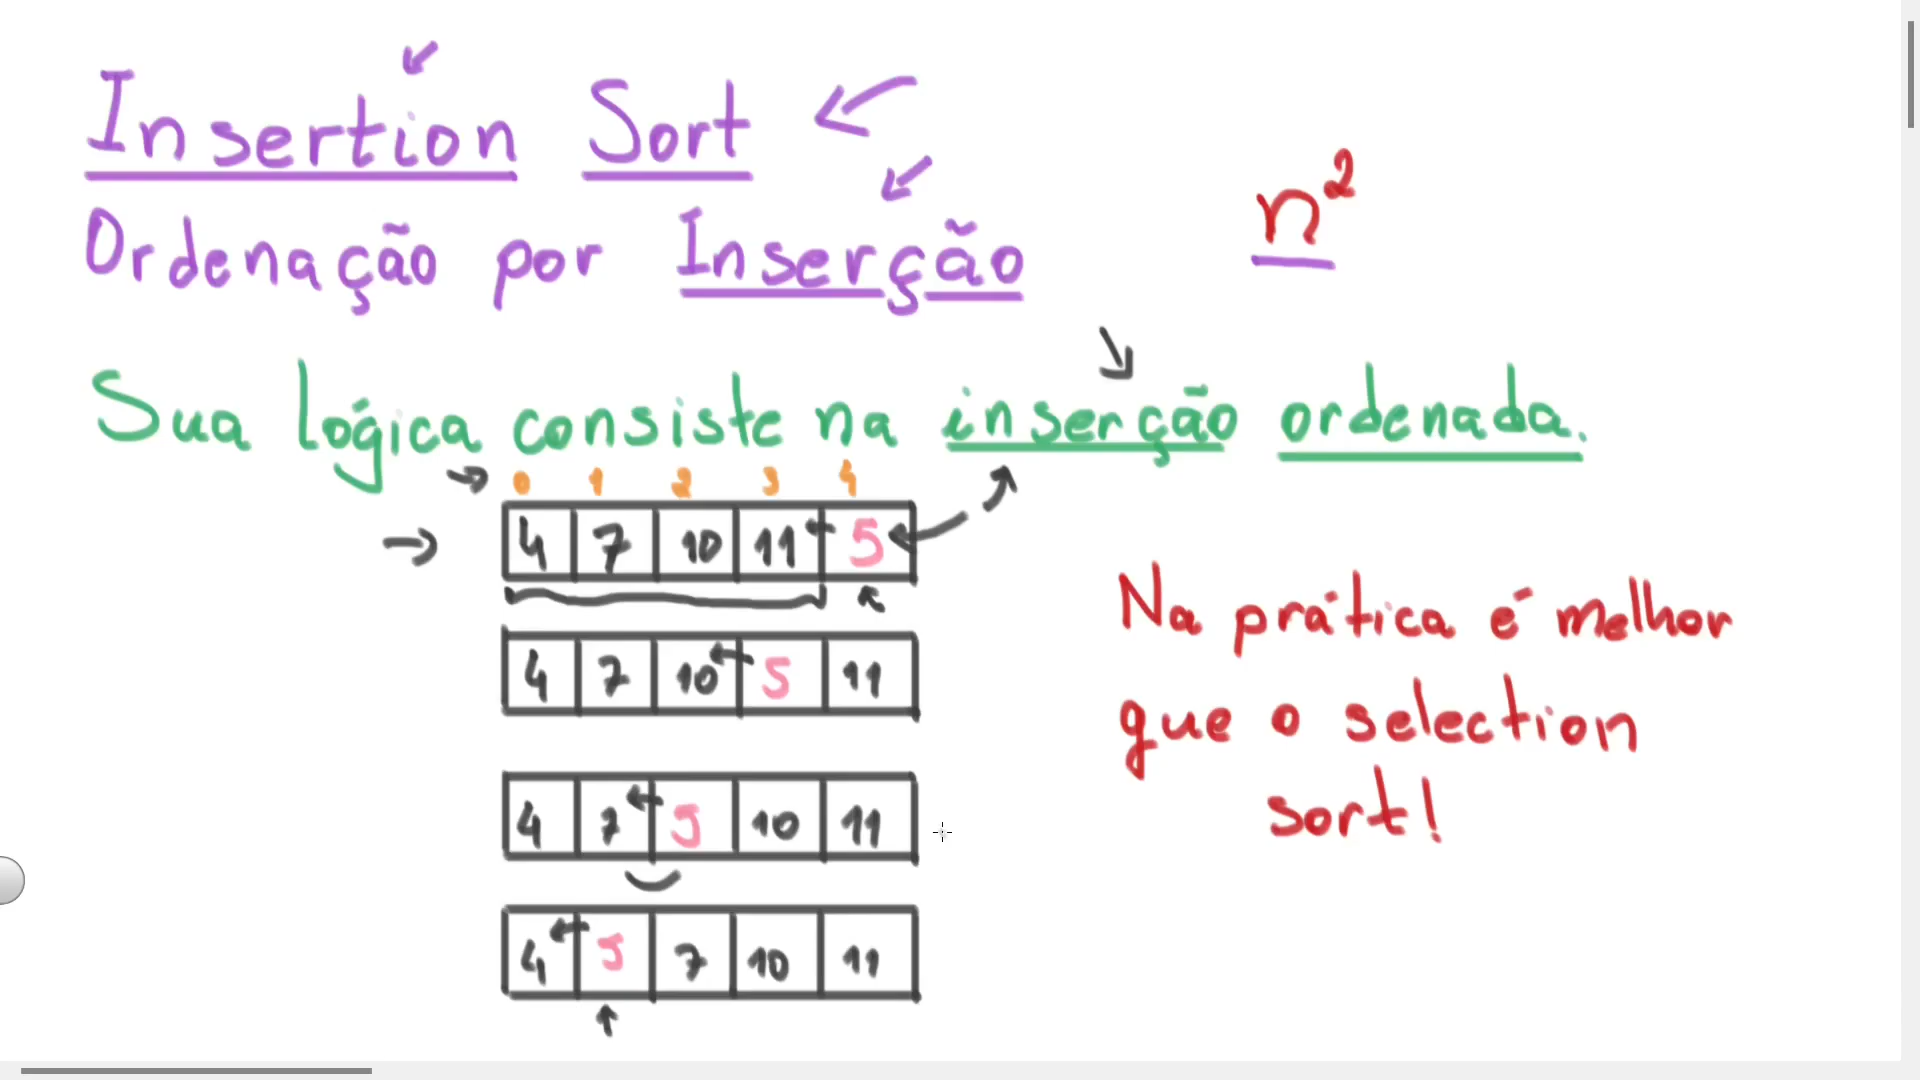 Insertion Sort
n²
Ordenação por Inserção
Sua lógica consiste na inserção ordenada.
0 1 2 3 4
4 7 10 11 5
4 7 10 5 11
4 7 5 10 11
4 5 7 10 11
Na prática é melhor
que o selection
sort!